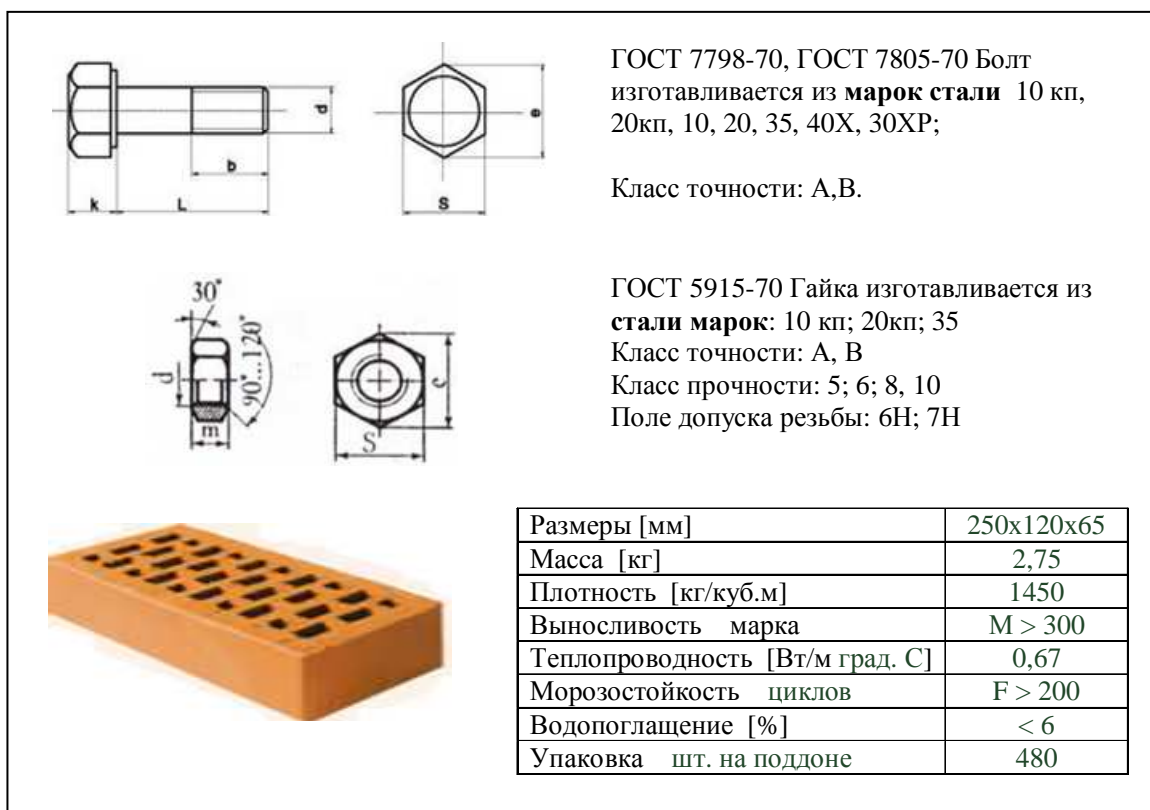 ГОСТ 7798-70, ГОСТ 7805-70 Болт
изготавливается из марок стали 10 кп,
20кп, 10, 20, 35, 40Х, 30ХР;
Класс точности: А,В.
d
e
b
k
L
S
ГОСТ 5915-70 Гайка изготавливается из
стали марок: 10 кп; 20кп; 35
Класс точности: А, В
Класс прочности: 5; 6; 8, 10
Поле допуска резьбы: 6Н; 7Н
30°
d
90°...120°
e
m
S
Размеры [мм] 250х120х65
Масса [кг] 2,75
Плотность [кг/куб.м] 1450
Выносливость марка М > 300
Теплопроводность [Вт/м град. С] 0,67
Морозостойкость циклов F > 200
Водопоглащение [%] < 6
Упаковка шт. на поддоне 480